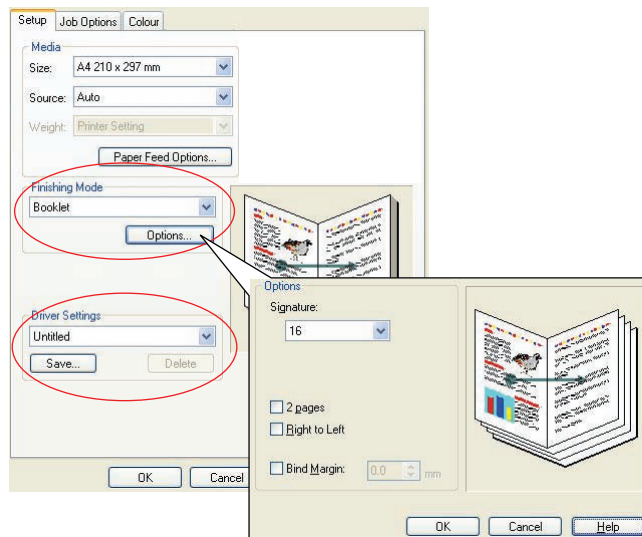 Setup Job Options Colour
Media
Size: A4 210 x 297 mm
Source: Auto
Weight: Printer Setting
Paper Feed Options...
Finishing Mode
Booklet
Options...
Driver Settings
Untitled
Save... Delete
OK Cancel
Options
Signature:
16
2 pages
Right to Left
Bind Margin: 0.0 mm
OK Cancel Help